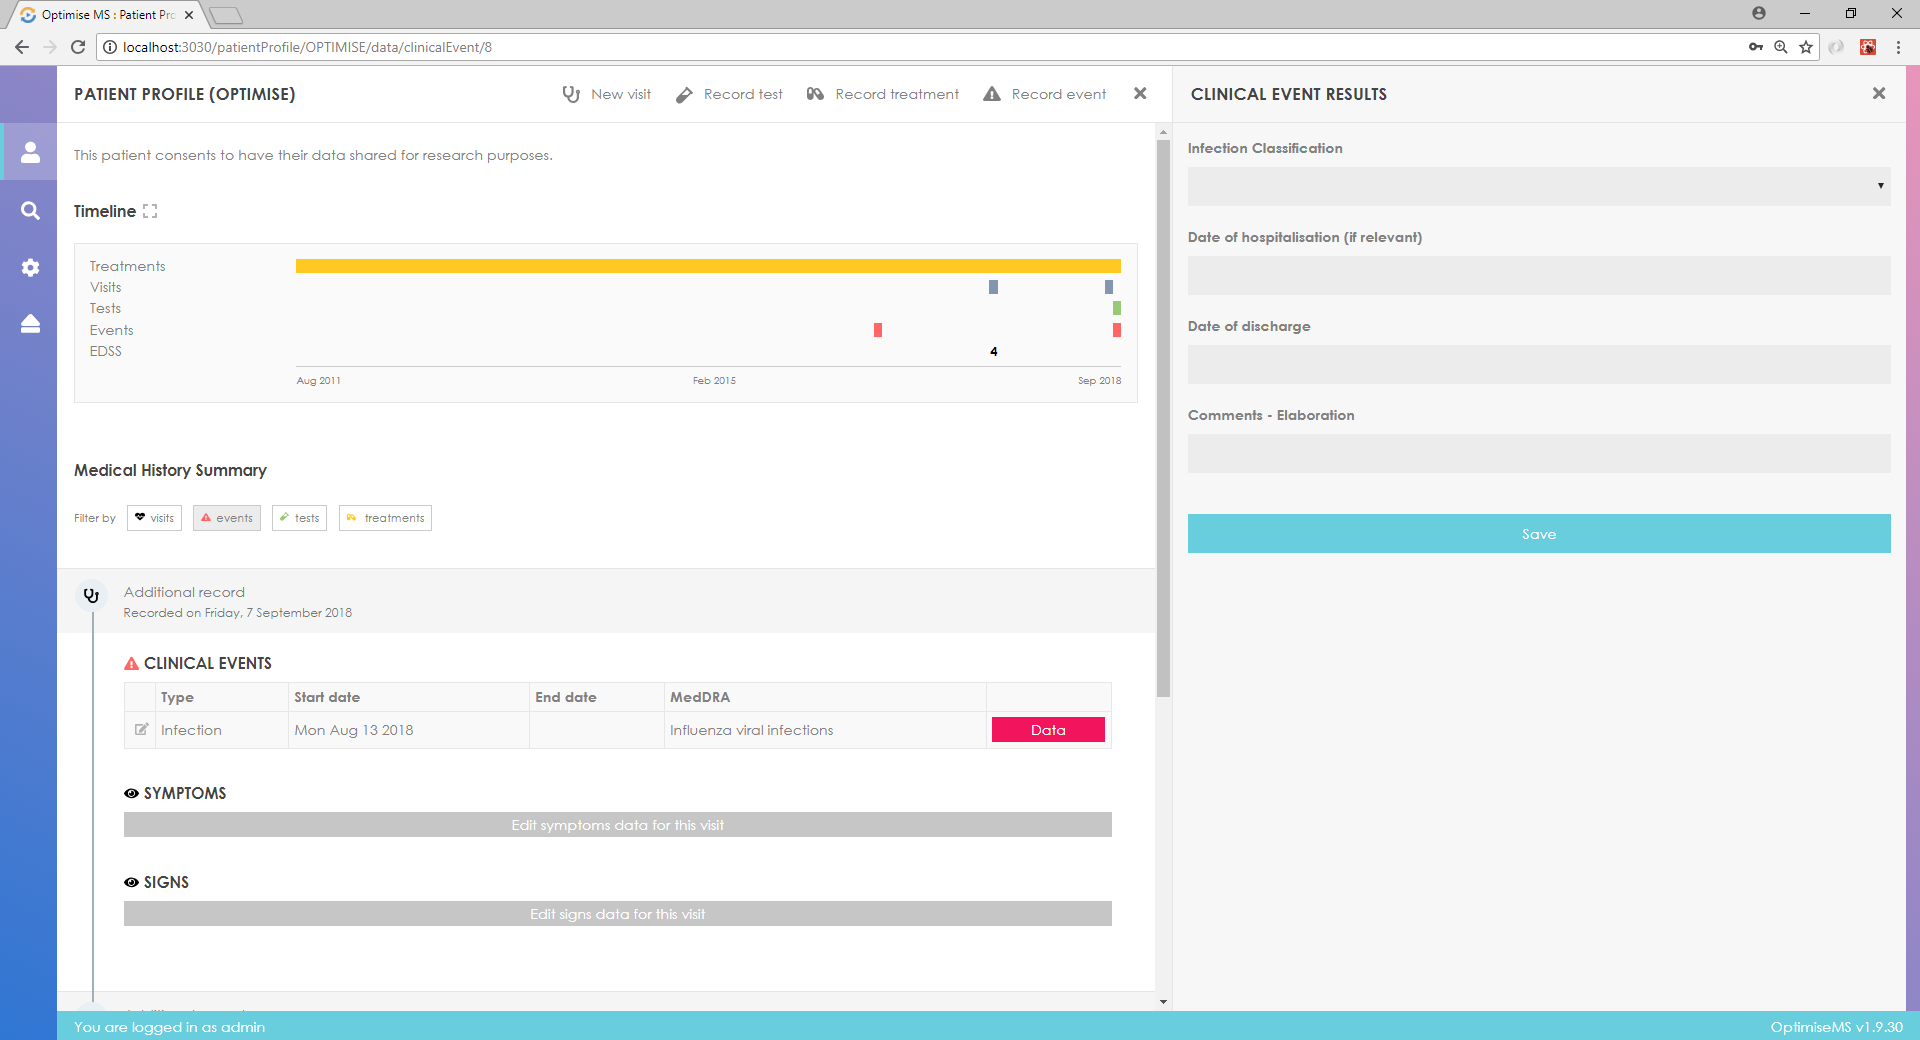 Optimise MS : Patient Pro
localhost:3030/patientProfile/OPTIMISE/data/clinicalEvent/8
PATIENT PROFILE (OPTIMISE)
New visit
Record test
Record treatment
Record event
This patient consents to have their data shared for research purposes.
Timeline
Treatments
Visits
Tests
Events
EDSS
4
Aug 2011
Feb 2015
Sep 2018
Medical History Summary
Filter by
visits
events
tests
treatments
Additional record
Recorded on Friday, 7 September 2018
CLINICAL EVENTS
Type
Start date
End date
MedDRA
Infection
Mon Aug 13 2018
Influenza viral infections
Data
SYMPTOMS
Edit symptoms data for this visit
SIGNS
Edit signs data for this visit
CLINICAL EVENT RESULTS
Infection Classification
Date of hospitalisation (if relevant)
Date of discharge
Comments - Elaboration
Save
You are logged in as admin
OptimiseMS v1.9.30